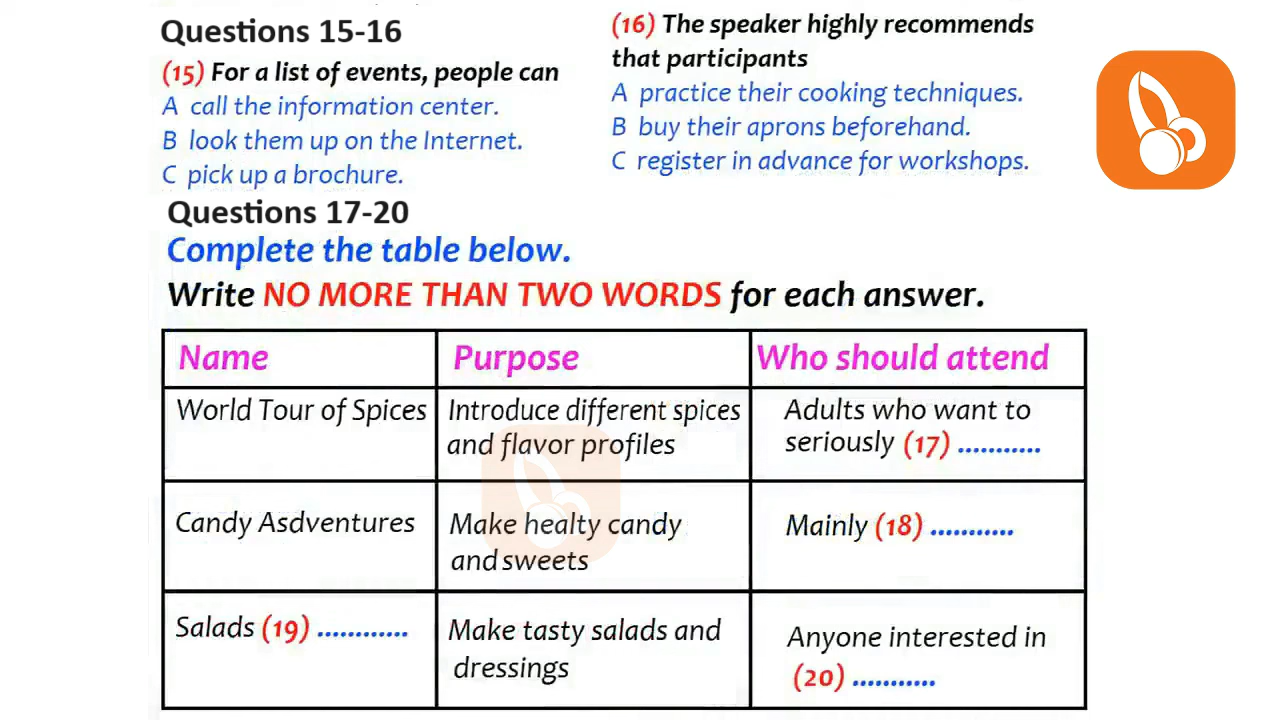 Questions 15-16
(15) For a list of events, people can
A call the information center.
B look them up on the Internet.
C pick up a brochure.
(16) The speaker highly recommends
that participants
A practice their cooking techniques.
B buy their aprons beforehand.
C register in advance for workshops.
Questions 17-20
Complete the table below.
Write NO MORE THAN TWO WORDS for each answer.
Name Purpose Who should attend
World Tour of Spices
Introduce different spices
and flavor profiles
Adults who want to
seriously (17) ...........
Candy Asdventures
Make healty candy
and sweets
Mainly (18) ...........
Salads (19) ............
Make tasty salads and
dressings
Anyone interested in
(20) ...........